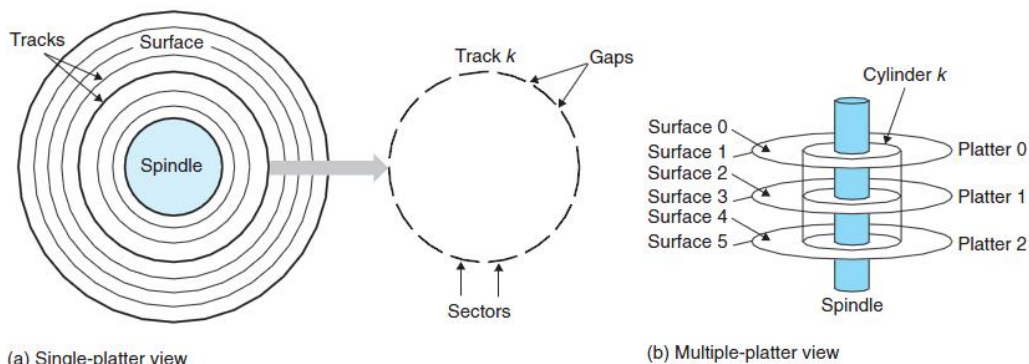 Tracks
Surface
Spindle
Track k
Gaps
Sectors
(a) Single-platter view
Cylinder k
Surface 0
Surface 1
Surface 2
Surface 3
Surface 4
Surface 5
Platter 0
Platter 1
Platter 2
Spindle
(b) Multiple-platter view